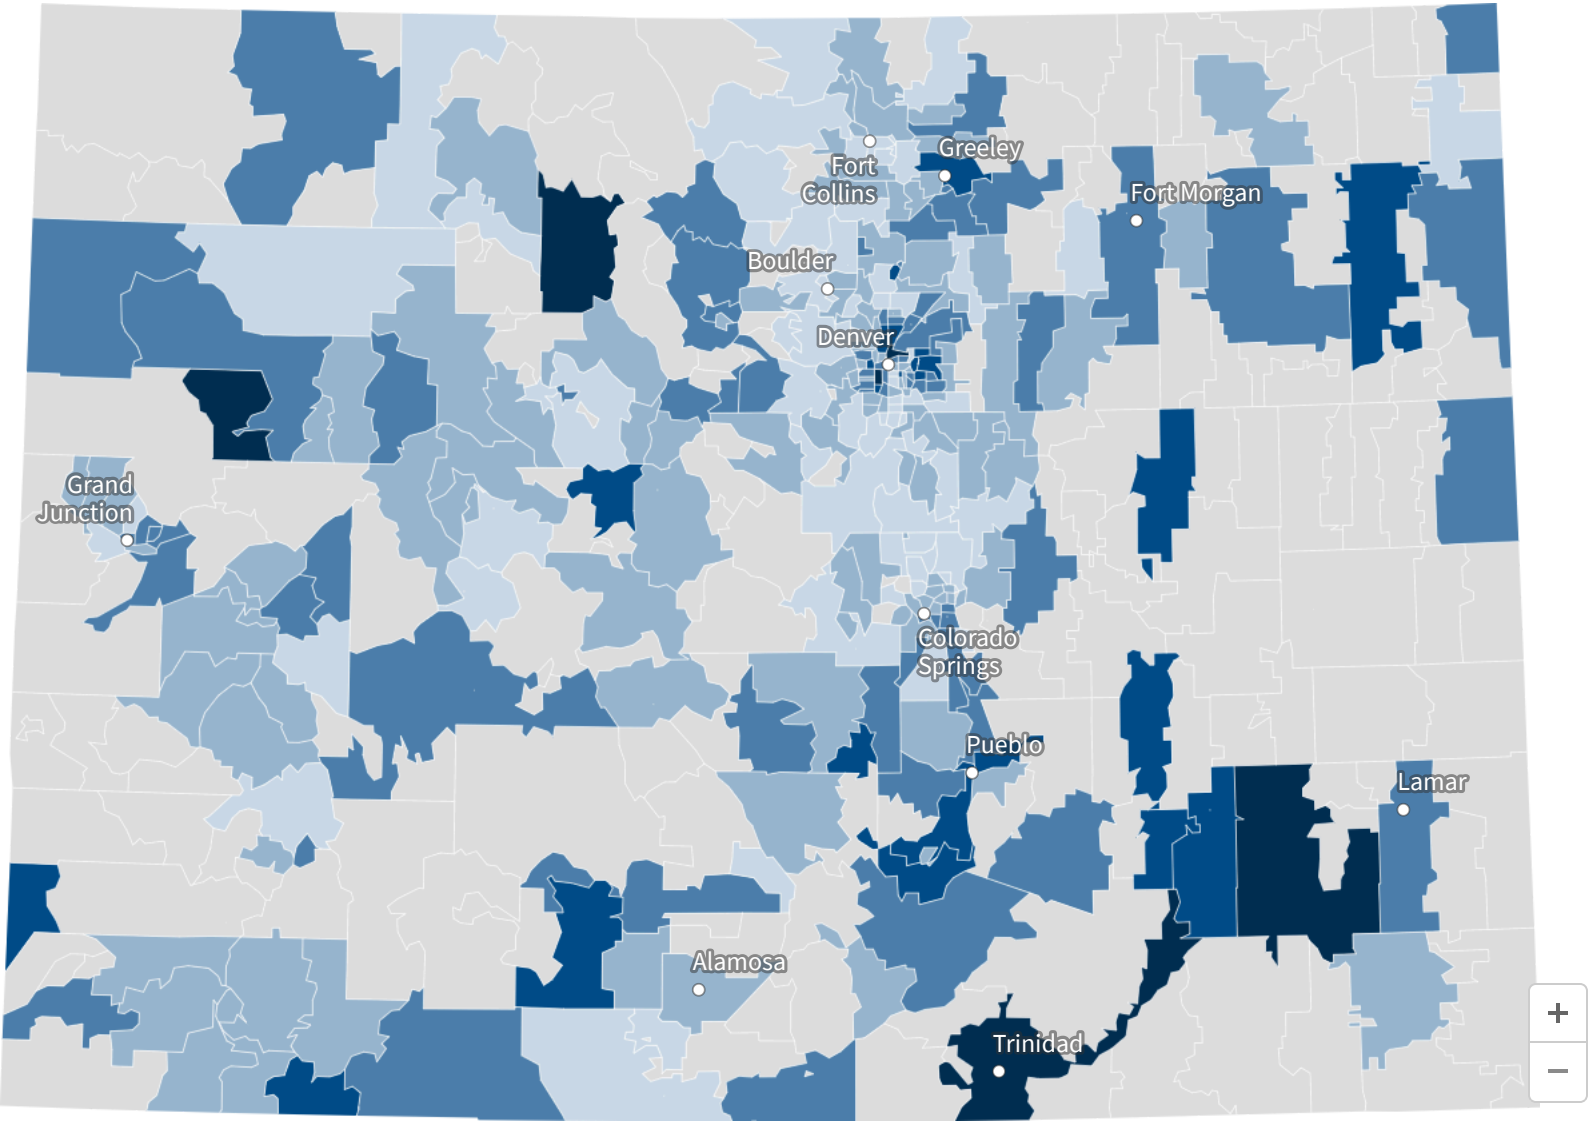 Greeley
Fort
Collins
Fort Morgan
Boulder
Denver
Grand
Junction
Colorado
Springs
Pueblo
Lamar
Alamosa
Trinidad
+
−